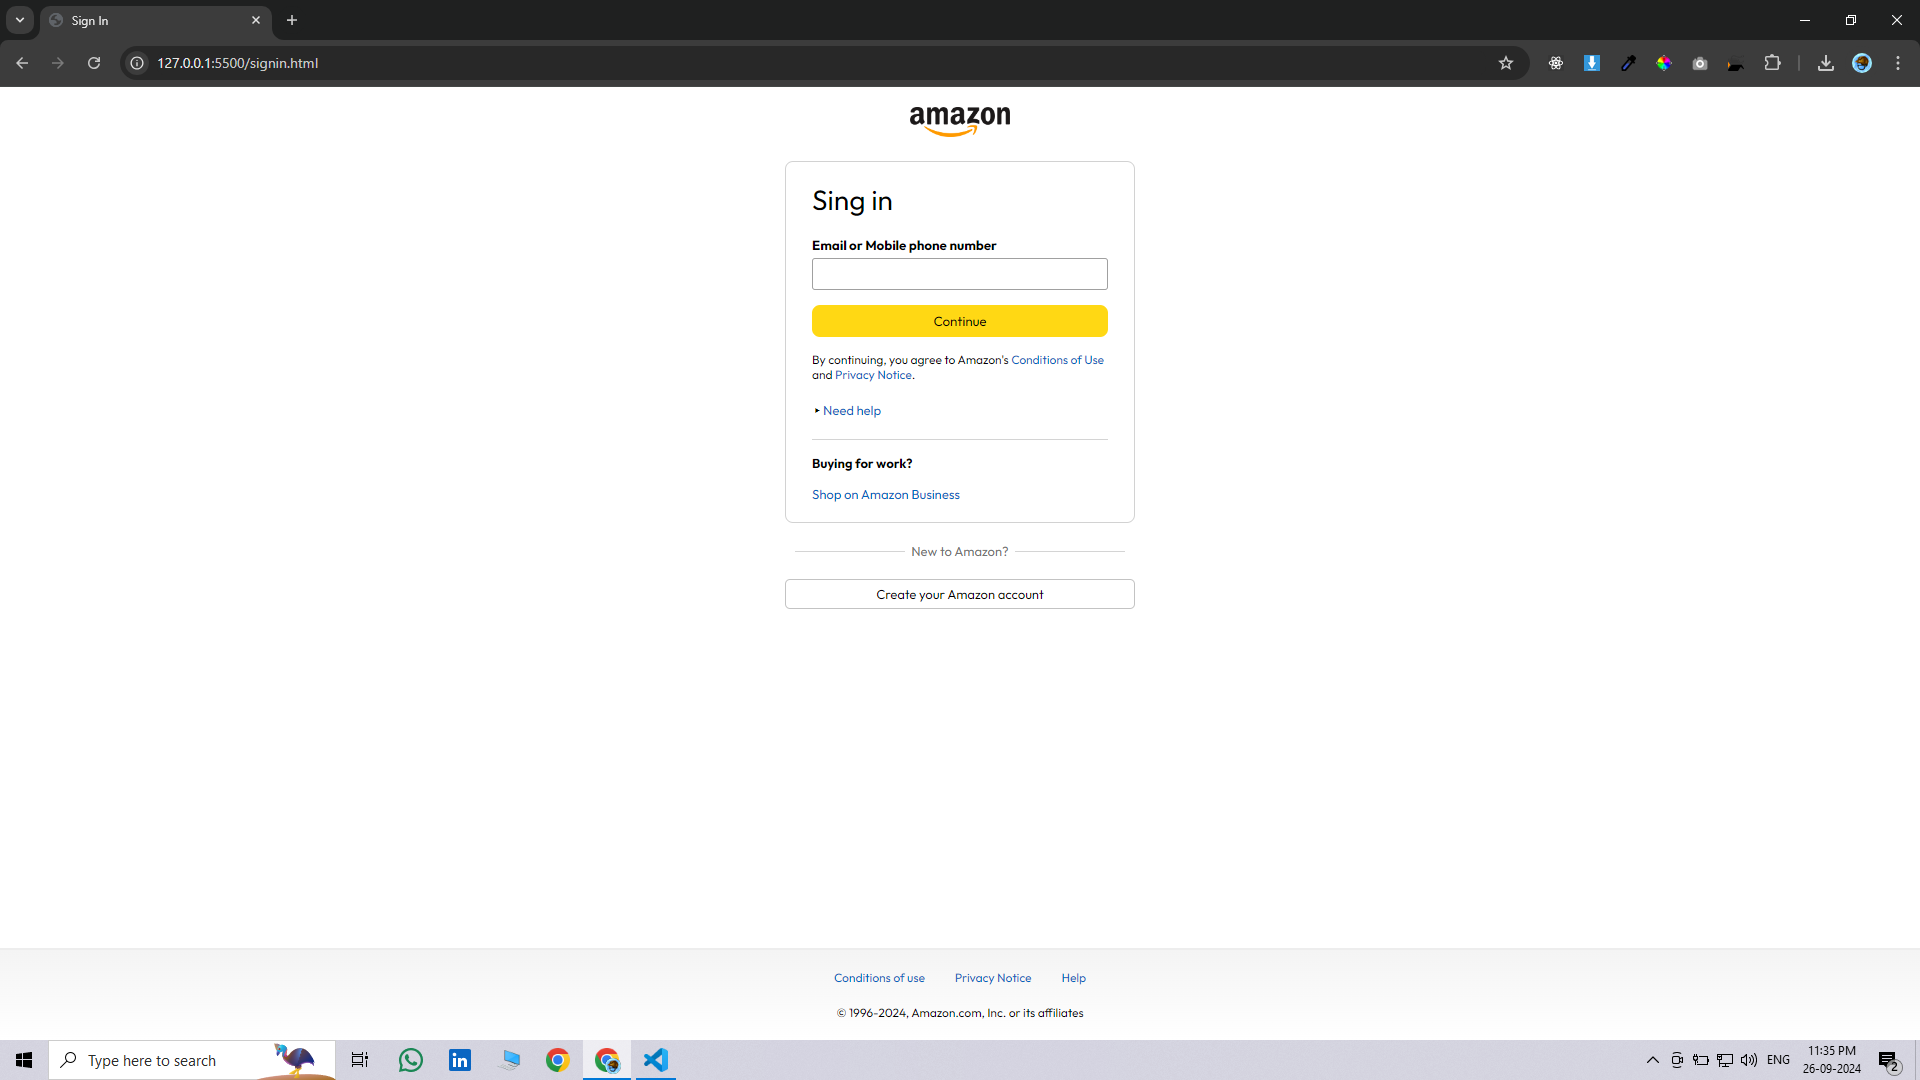 Sign In
127.0.0.1:5500/signin.html
amazon
Sing in
Email or Mobile phone number
Continue
By continuing, you agree to Amazon's Conditions of Use
and Privacy Notice.
Need help
Buying for work?
Shop on Amazon Business
New to Amazon?
Create your Amazon account
Conditions of use Privacy Notice Help
© 1996-2024, Amazon.com, Inc. or its affiliates
Type here to search
in
ENG
11:35 PM
26-09-2024
2